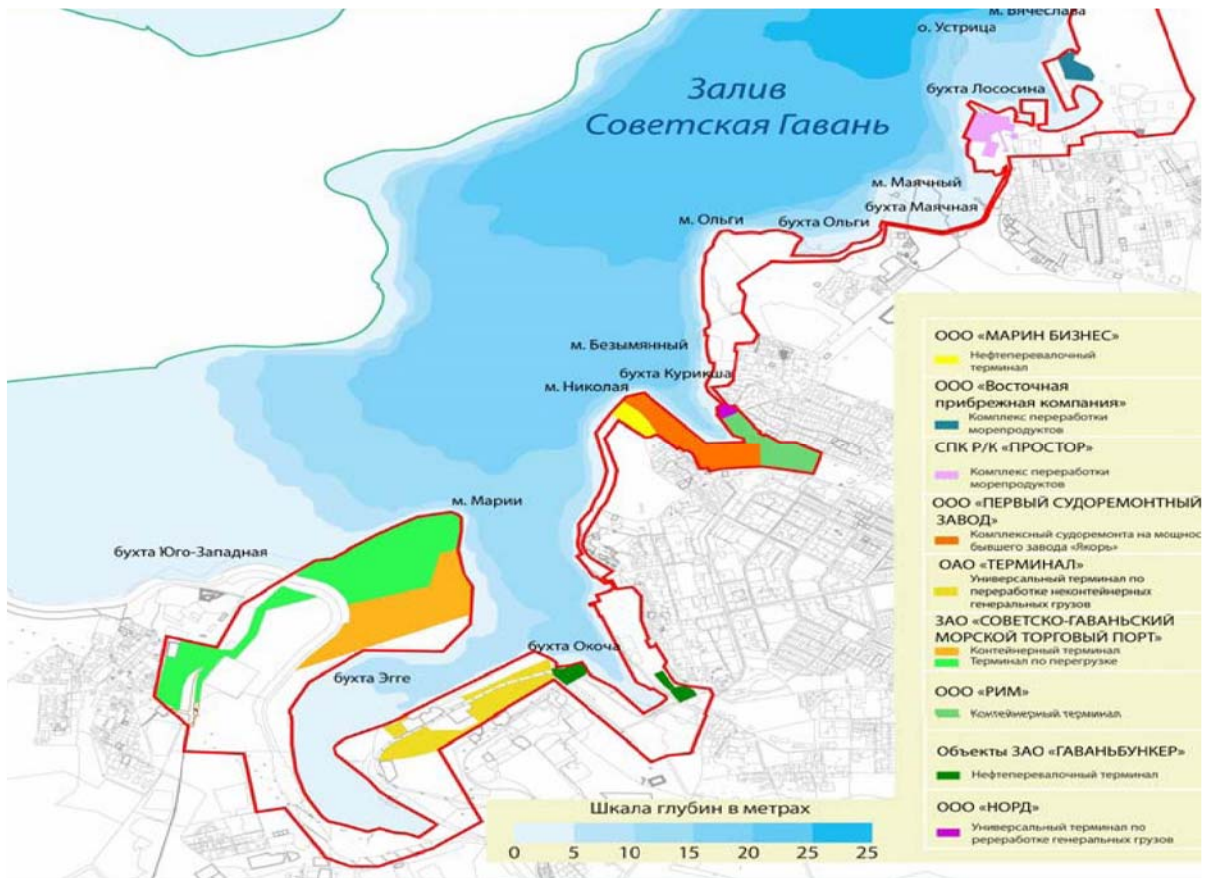 м. Вячеслава
о. Устрица
Залив
Советская Гавань
бухта Лососина
м. Маячный
бухта Маячная
м. Ольги
бухта Ольги
м. Безымянный
бухта Курикша
м. Николая
м. Марии
бухта Юго-Западная
бухта Окоча
бухта Эгге
ООО «МАРИН БИЗНЕС»
Нефтеперевалочный
терминал
ООО «Восточная
прибрежная компания»
Комплекс переработки
морепродуктов
СПК Р/К «ПРОСТОР»
Комплекс переработки
морепродуктов
ООО «ПЕРВЫЙ СУДОРЕМОНТНЫЙ
ЗАВОД»
Комплексный судоремонта на мощнос
бывшего завода «Якорь»
ОАО «ТЕРМИНАЛ»
Универсальный терминал по
переработке неконтейнерных
генеральных грузов
ЗАО «СОВЕТСКО-ГАВАНЬСКИЙ
МОРСКОЙ ТОРГОВЫЙ ПОРТ»
Контейнерный терминал
Терминал по перегрузке
ООО «РИМ»
Контейнерный терминал
Объекты ЗАО «ГАВАНЬБУНКЕР»
Нефтеперевалочный терминал
ООО «НОРД»
Универсальный терминал по
ререработке генеральных грузов
Шкала глубин в метрах
0 5 10 15 20 25 25